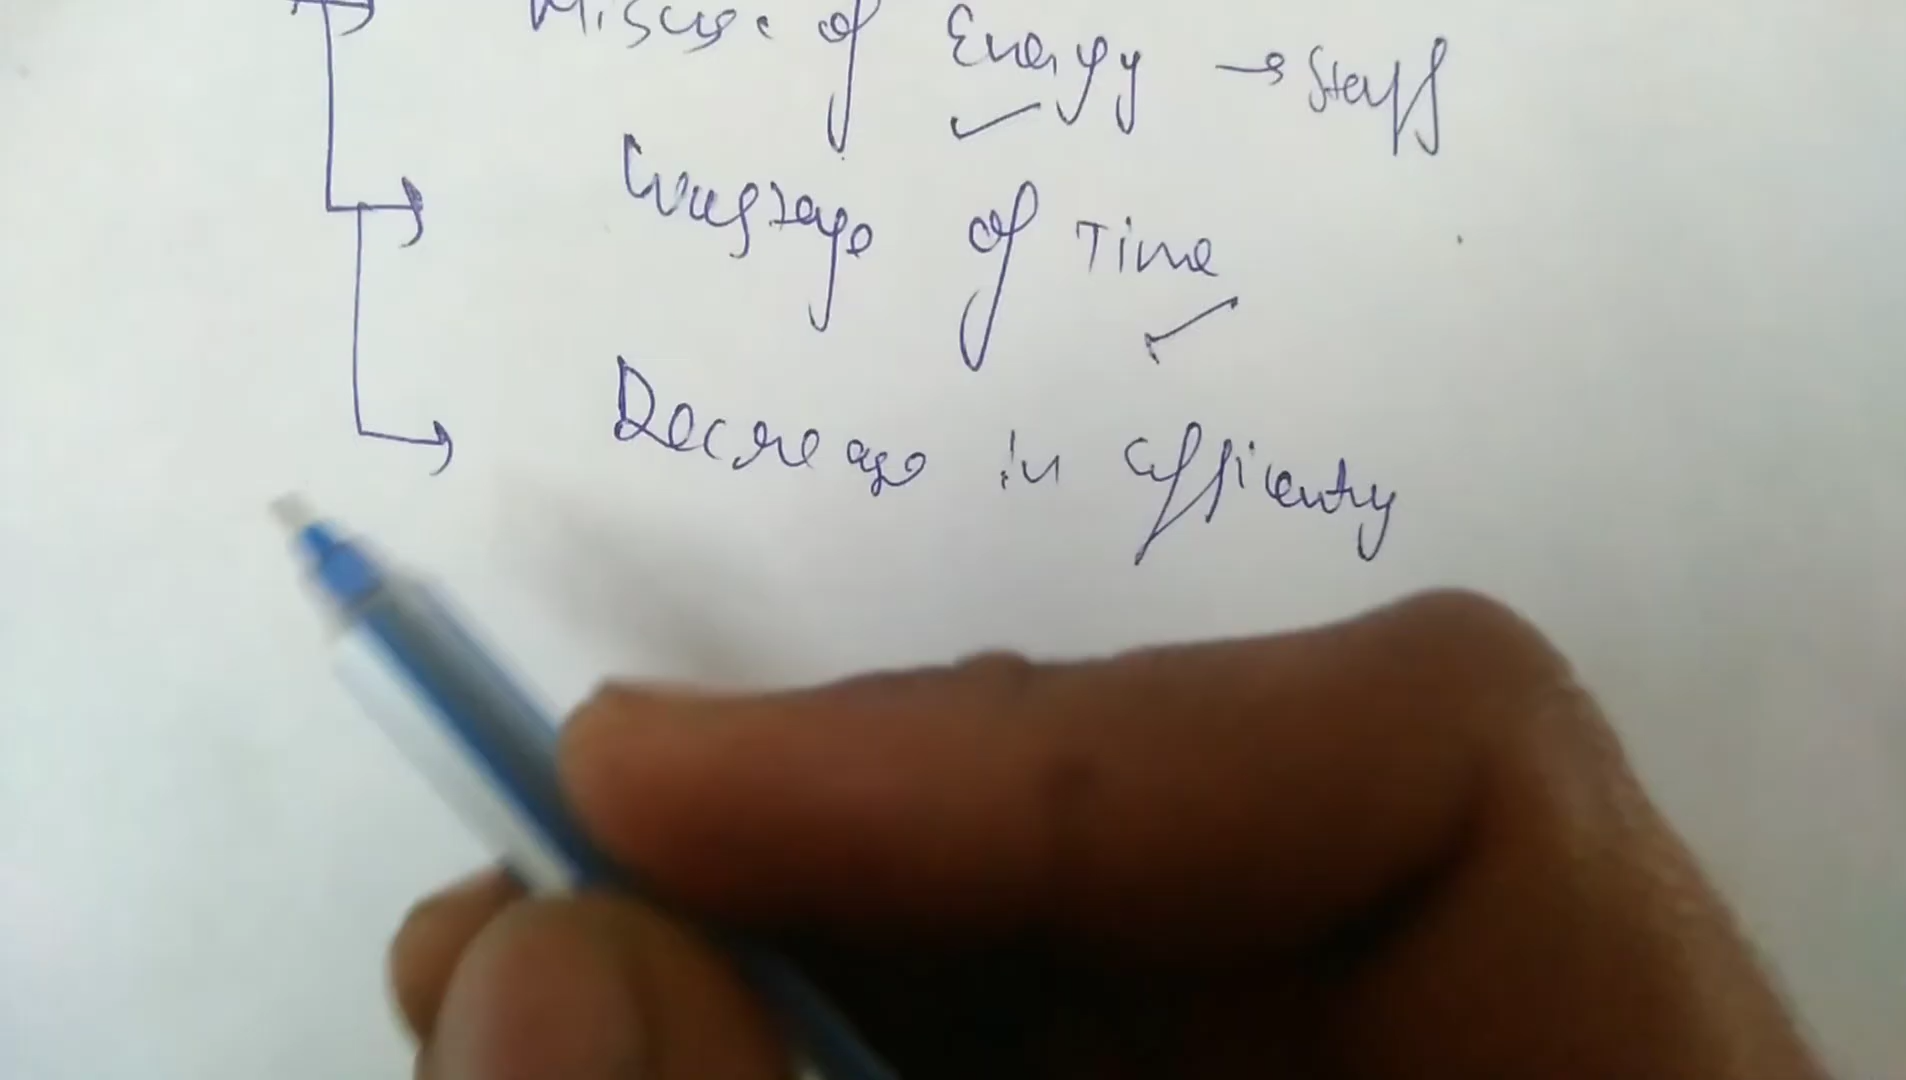 Misuse of Energy → Staff
Wastage of Time
Decrease in efficiency